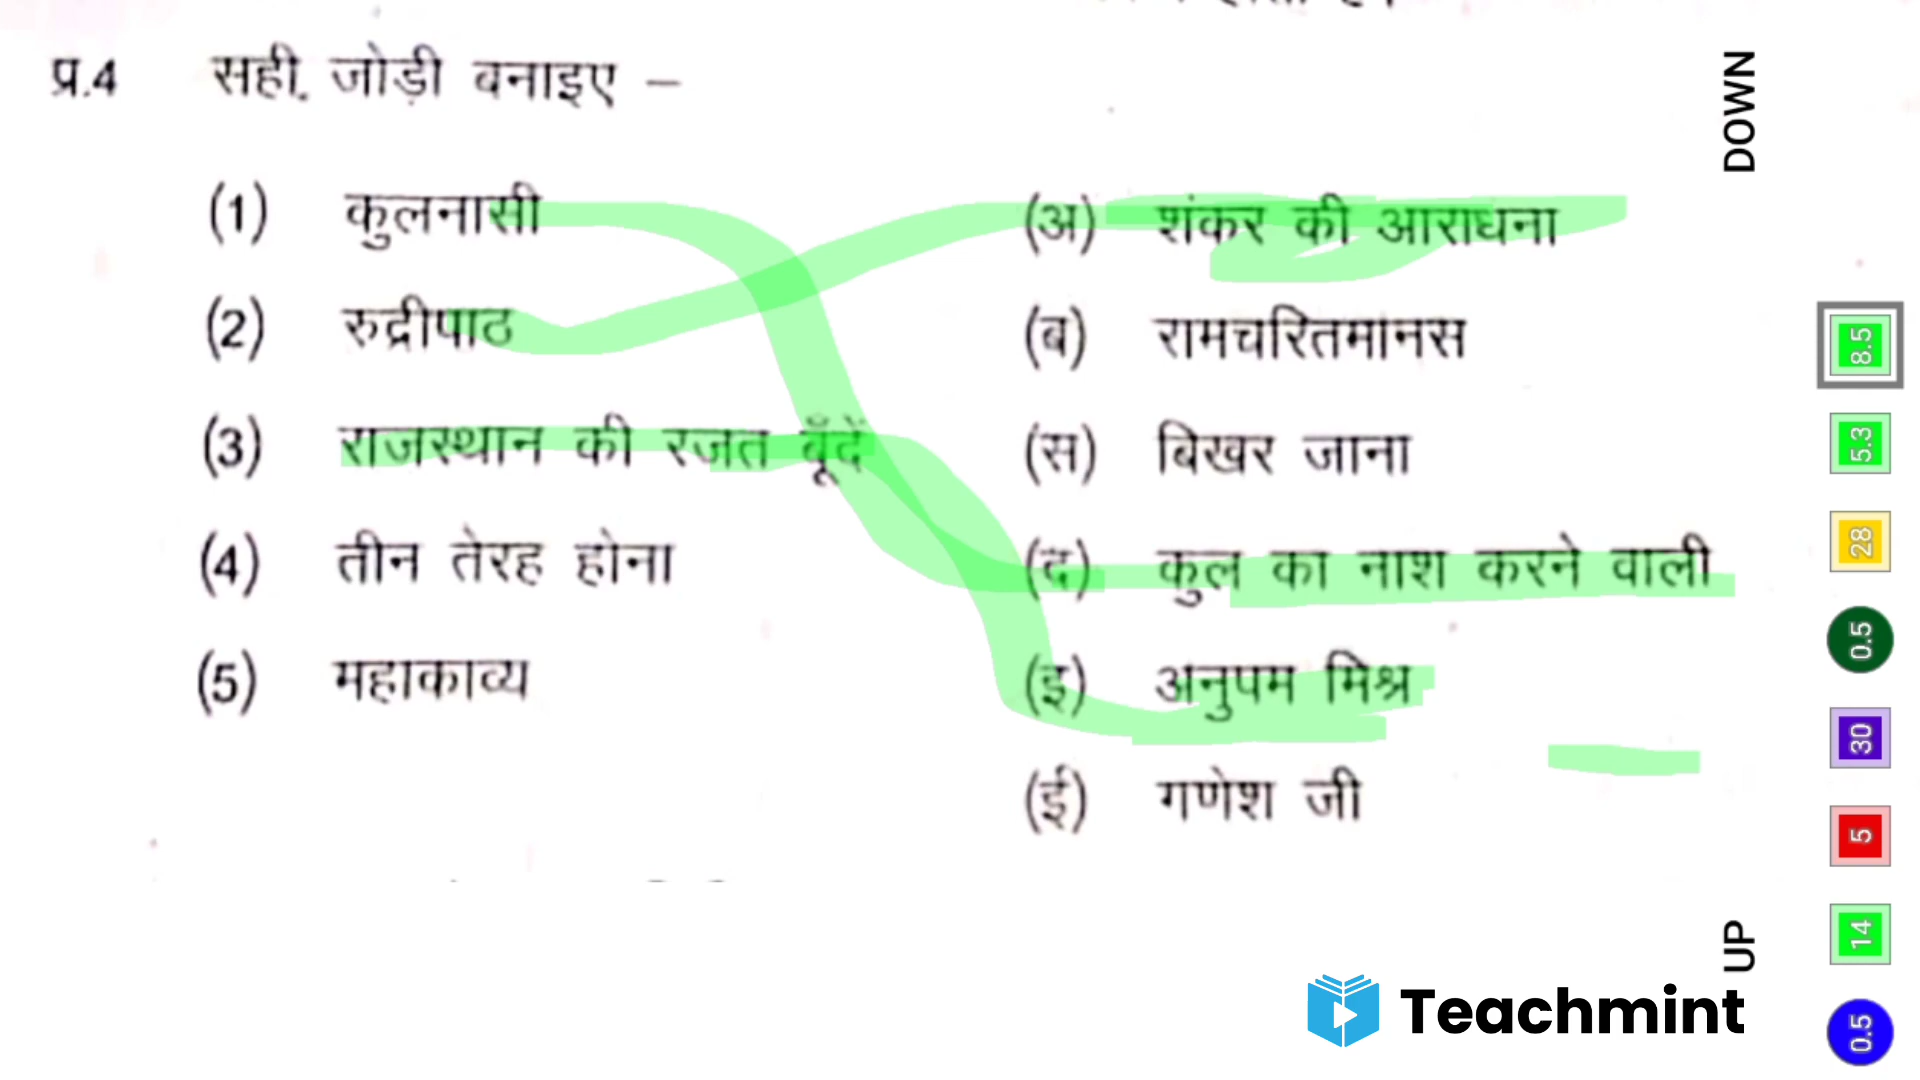 प्र.4 सही जोड़ी बनाइए –
(1) कुलनासी (अ) शंकर की आराधना
(2) रुद्रीपाठ (ब) रामचरितमानस
(3) राजस्थान की रजत बूँदें (स) बिखर जाना
(4) तीन तेरह होना (द) कुल का नाश करने वाली
(5) महाकाव्य (इ) अनुपम मिश्र
(ई) गणेश जी
DOWN
8.5
5.3
28
0.5
30
5
14
0.5
UP
Teachmint